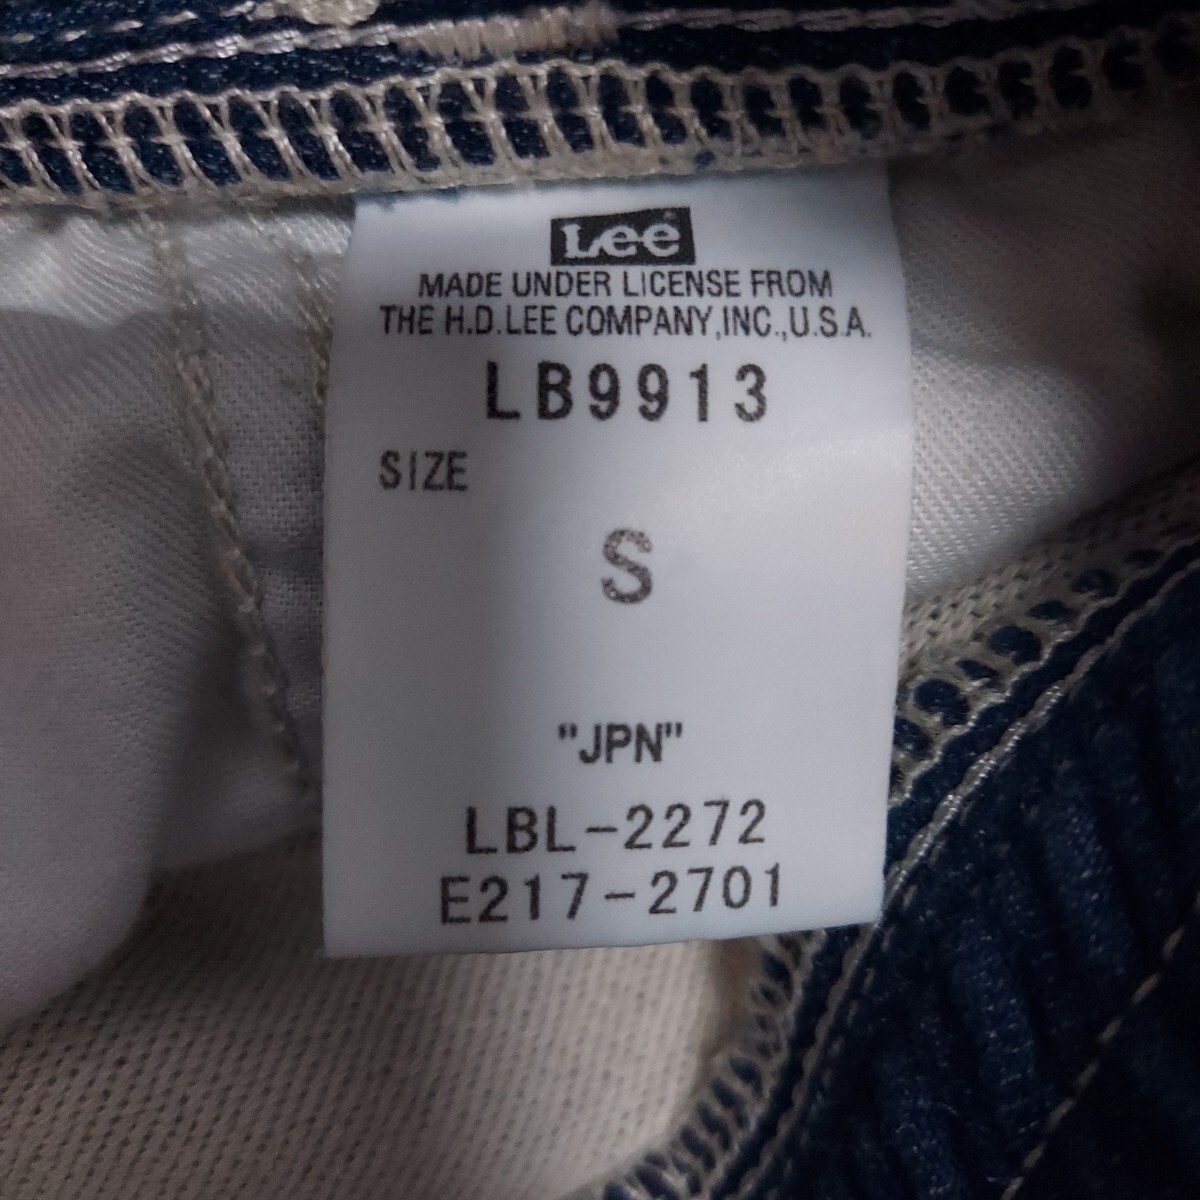 Lee®
MADE UNDER LICENSE FROM
THE H.D.LEE COMPANY,INC.,U.S.A.
LB9913
SIZE
S
"JPN"
LBL-2272
E217-2701